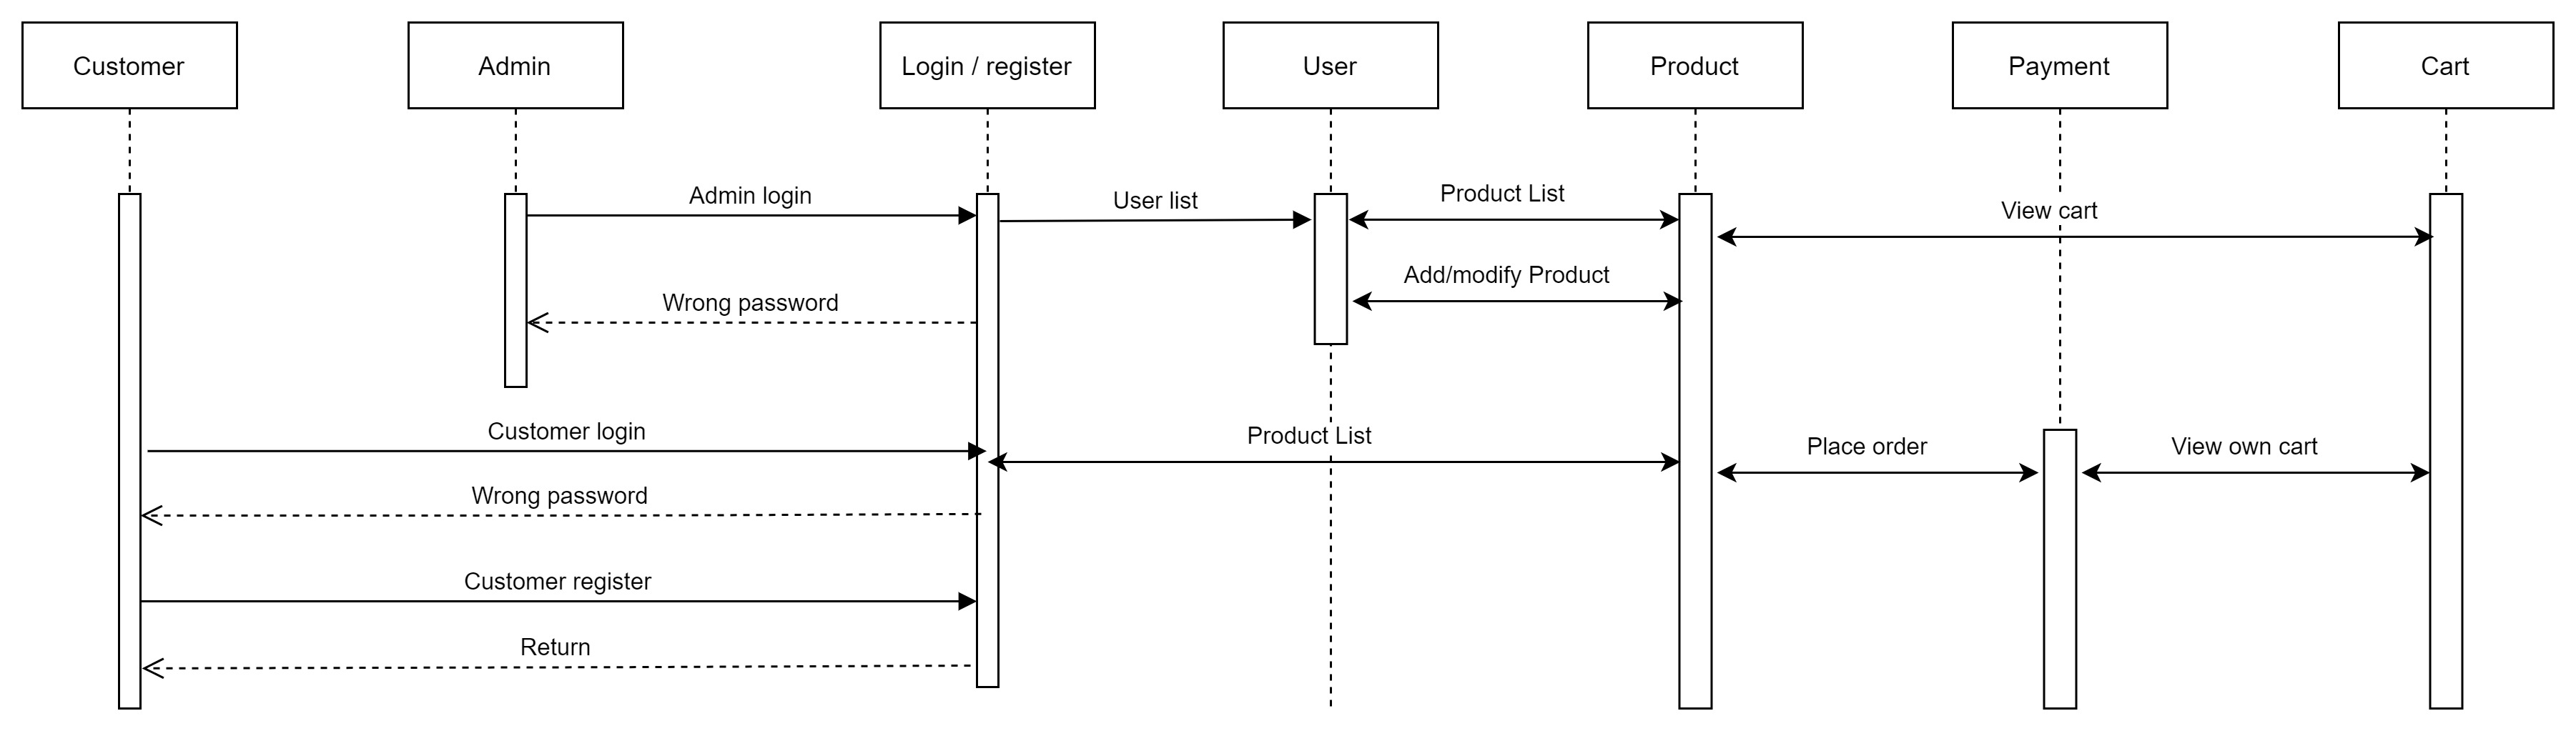 Customer
Admin
Login / register
User
Product
Payment
Cart
Admin login
User list
Product List
View cart
Add/modify Product
Wrong password
Customer login
Product List
Place order
View own cart
Wrong password
Customer register
Return